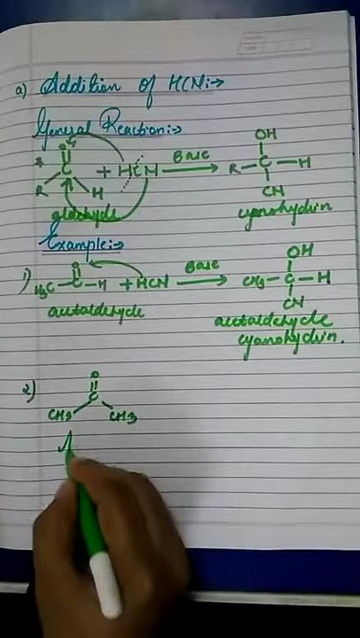 a) Addition of HCN:→
General Reaction:→
O
||
R C H + HCN Base → OH R-C-H CN
aldehyde cyanohydrin
Example:→
1) H3C-C-H O + HCN Base → OH CH3-C-H CN
acetaldehyde acetaldehyde
cyanohydrin.
2) O
||
C
CH3 CH3
A